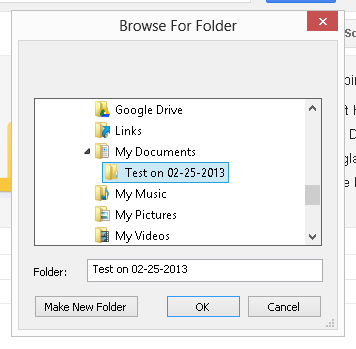 Browse For Folder
Google Drive
Links
My Documents
Test on 02-25-2013
My Music
My Pictures
My Videos
Folder: Test on 02-25-2013
Make New Folder OK Cancel